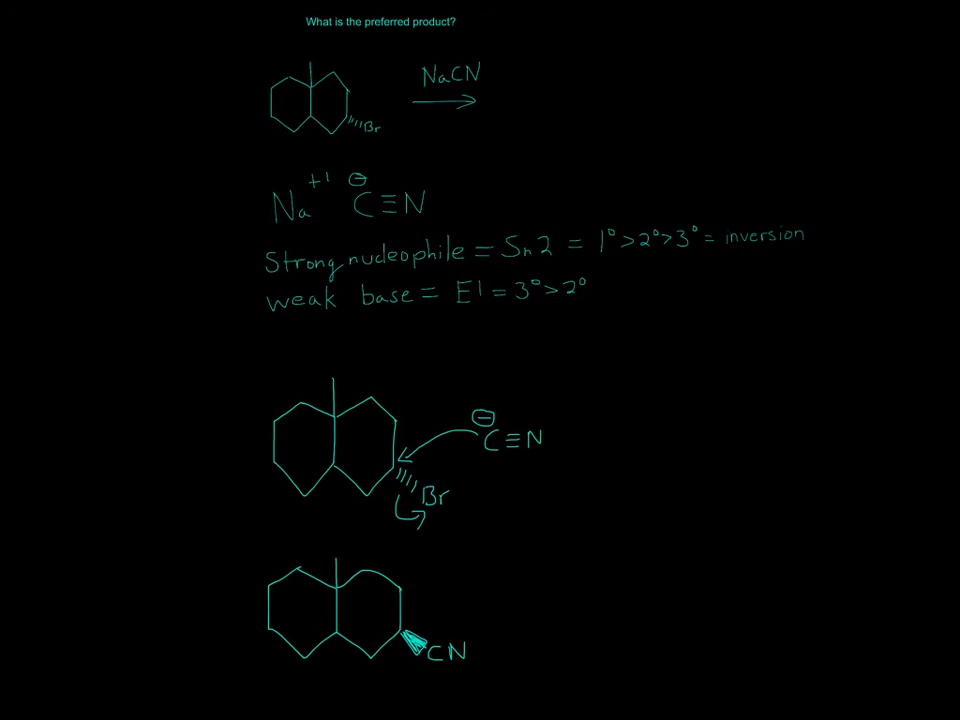 What is the preferred product?
NaCN
Br
Na +1 ⊖ C≡N
Strong nucleophile = Sn2 = 1° > 2° > 3° = inversion
weak base = E1 = 3° > 2°
⊖
C≡N
Br
CN